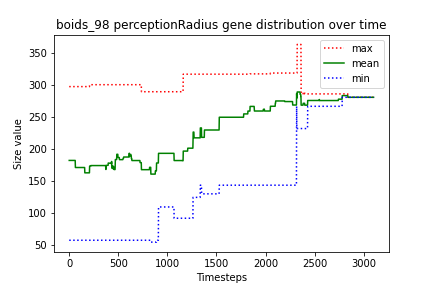 boids_98 perceptionRadius gene distribution over time
350
300
250
200
150
100
50
Size value
max
mean
min
0 500 1000 1500 2000 2500 3000
Timesteps